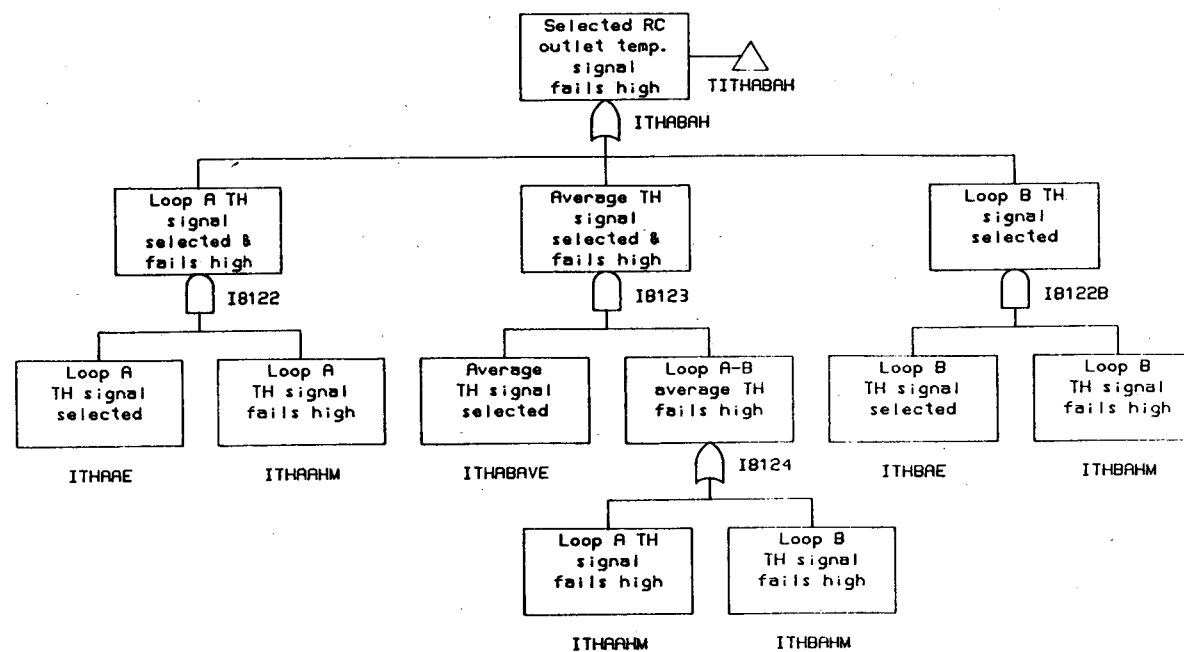 Selected RC
outlet temp.
signal
fails high
TITHABAH
ITHABAH
Loop A TH
signal
selected &
fails high
I8122
Average TH
signal
selected &
fails high
I8123
Loop B TH
signal
selected
I8122B
Loop A
TH signal
selected
ITHAAE
Loop A
TH signal
fails high
ITHAAHM
Average
TH signal
selected
ITHABAVE
Loop A-B
average TH
fails high
I8124
Loop B
TH signal
selected
ITHBAE
Loop B
TH signal
fails high
ITHBAHM
Loop A TH
signal
fails high
ITHAAHM
Loop B
TH signal
fails high
ITHBAHM